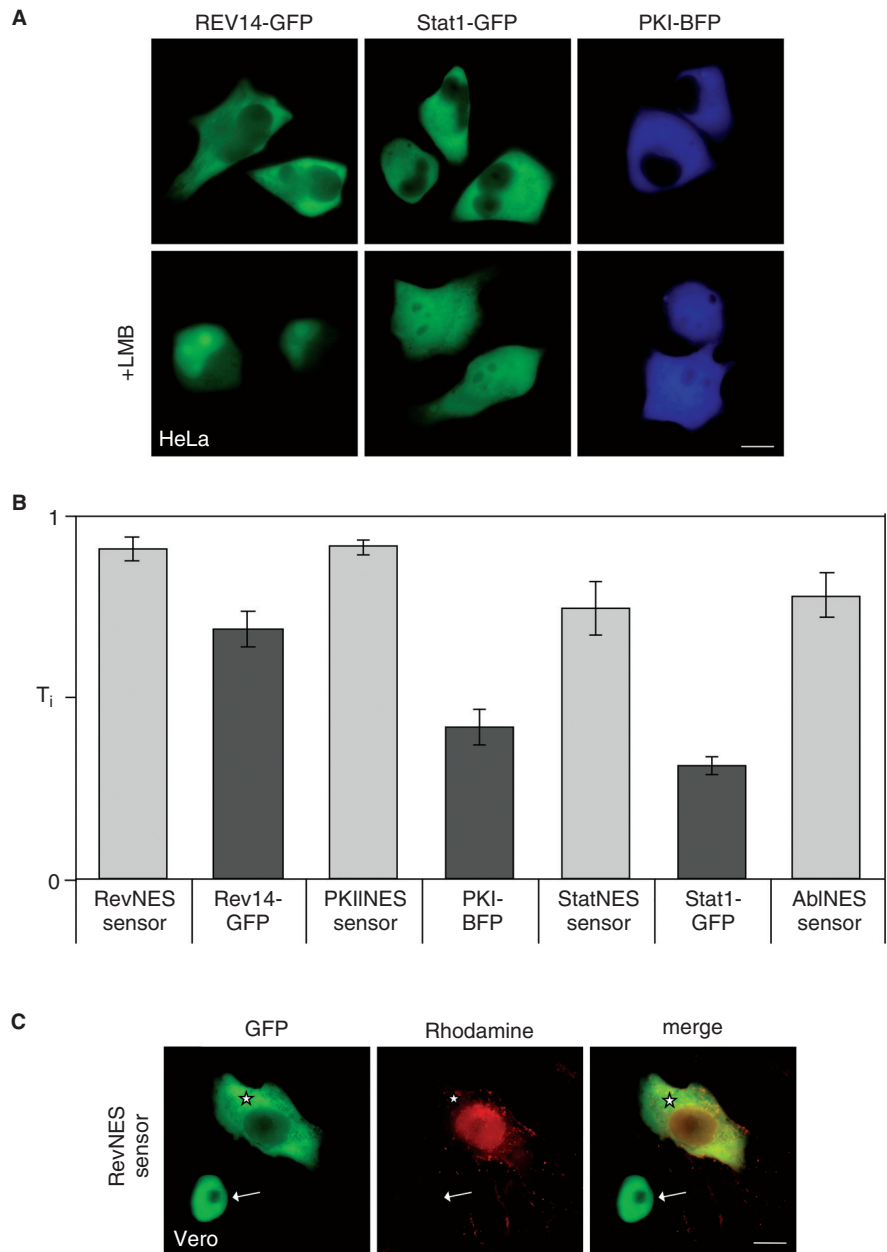 A
REV14-GFP Stat1-GFP PKI-BFP
+LMB
HeLa
B
1
Ti
0
RevNES sensor
Rev14-GFP
PKIINES sensor
PKI-BFP
StatNES sensor
Stat1-GFP
AblNES sensor
C
GFP Rhodamine merge
RevNES sensor
Vero